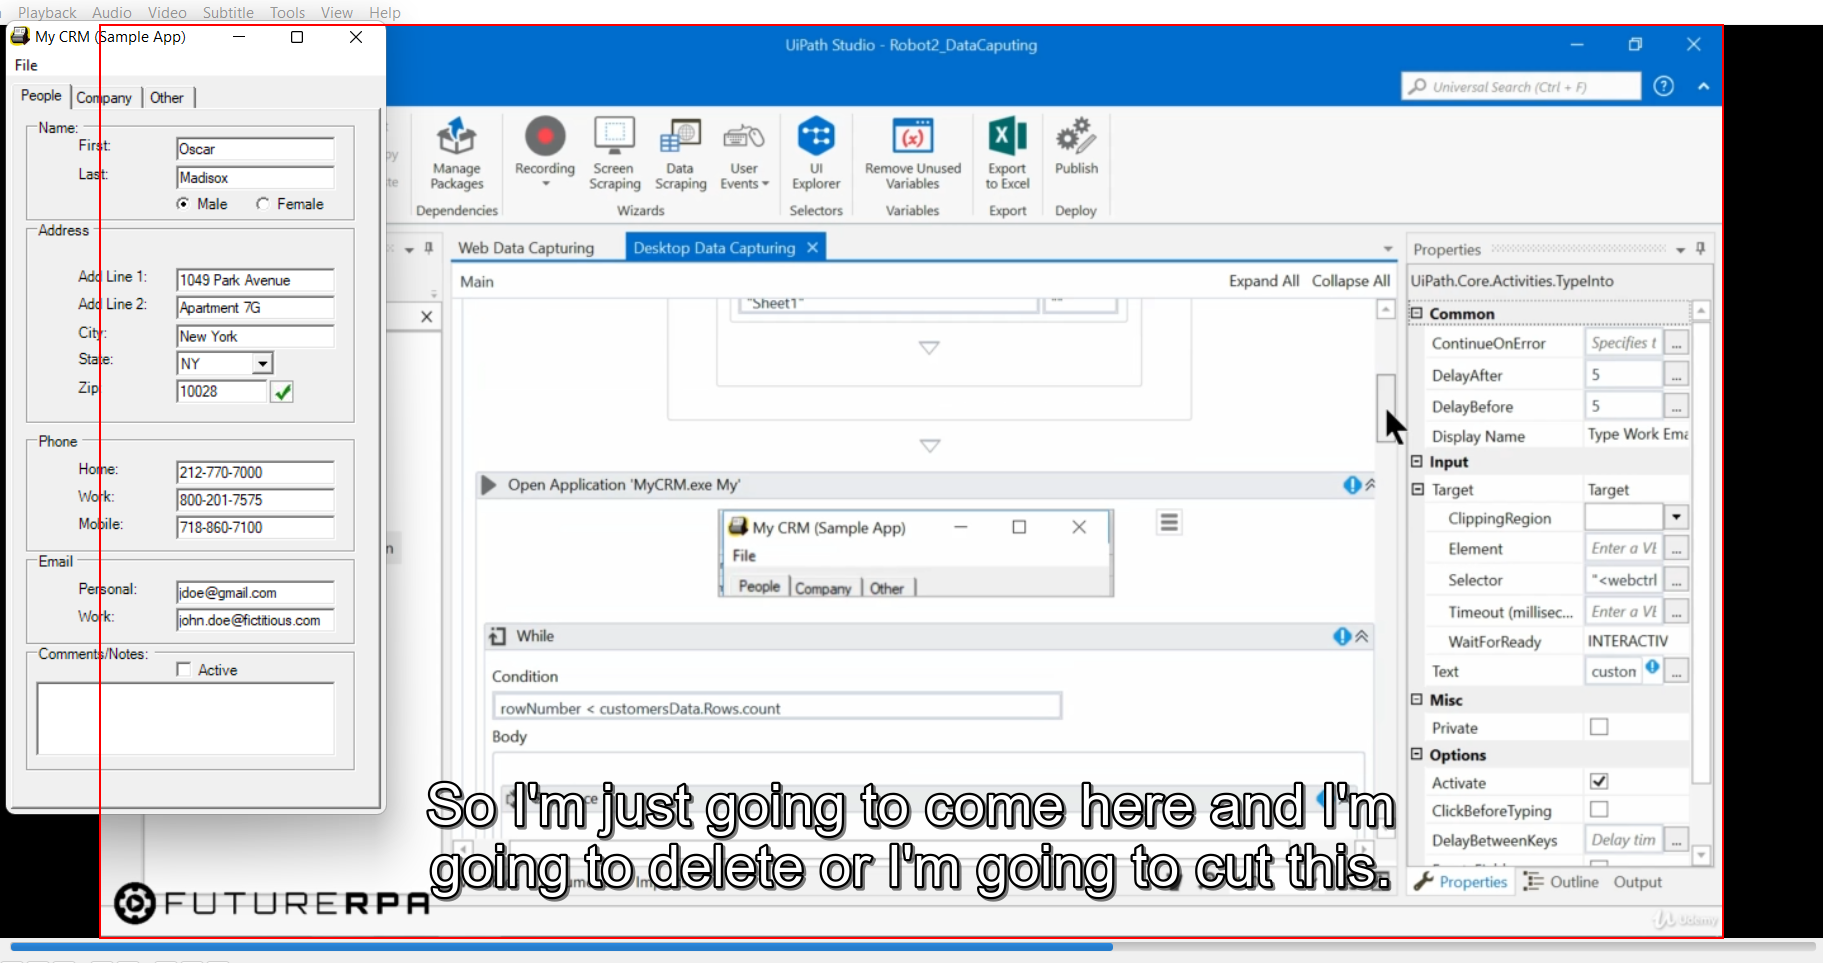 Playback Audio Video Subtitle Tools View Help
My CRM (Sample App)
File
People Company Other
Name:
First: Oscar
Last: Madisox
Male Female
Address
Add Line 1: 1049 Park Avenue
Add Line 2: Apartment 7G
City: New York
State: NY
Zip: 10028
Phone
Home: 212-770-7000
Work: 800-201-7575
Mobile: 718-860-7100
Email
Personal: jdoe@gmail.com
Work: john.doe@fictitious.com
Comments/Notes:
Active
UiPath Studio - Robot2_DataCaputing
Universal Search (Ctrl + F)
Manage Packages
Recording
Screen Scraping
Data Scraping
User Events
UI Explorer
Remove Unused Variables
Export to Excel
Publish
Dependencies Wizards Selectors Variables Export Deploy
Web Data Capturing Desktop Data Capturing
Main Expand All Collapse All
"Sheet1" ""
Open Application 'MyCRM.exe My'
My CRM (Sample App)
File
People Company Other
While
Condition
rowNumber < customersData.Rows.count
Body
So I'm just going to come here and I'm
going to delete or I'm going to cut this.
Properties
UiPath.Core.Activities.TypeInto
Common
ContinueOnError Specifies t ...
DelayAfter 5 ...
DelayBefore 5 ...
Display Name Type Work Ema
Input
Target Target
ClippingRegion
Element Enter a VB ...
Selector "<webctrl ...
Timeout (millisec... Enter a VB ...
WaitForReady INTERACTIV
Text custon ...
Misc
Private
Options
Activate
ClickBeforeTyping
DelayBetweenKeys Delay tim ...
Properties Outline Output
FUTURERPA
Udemy